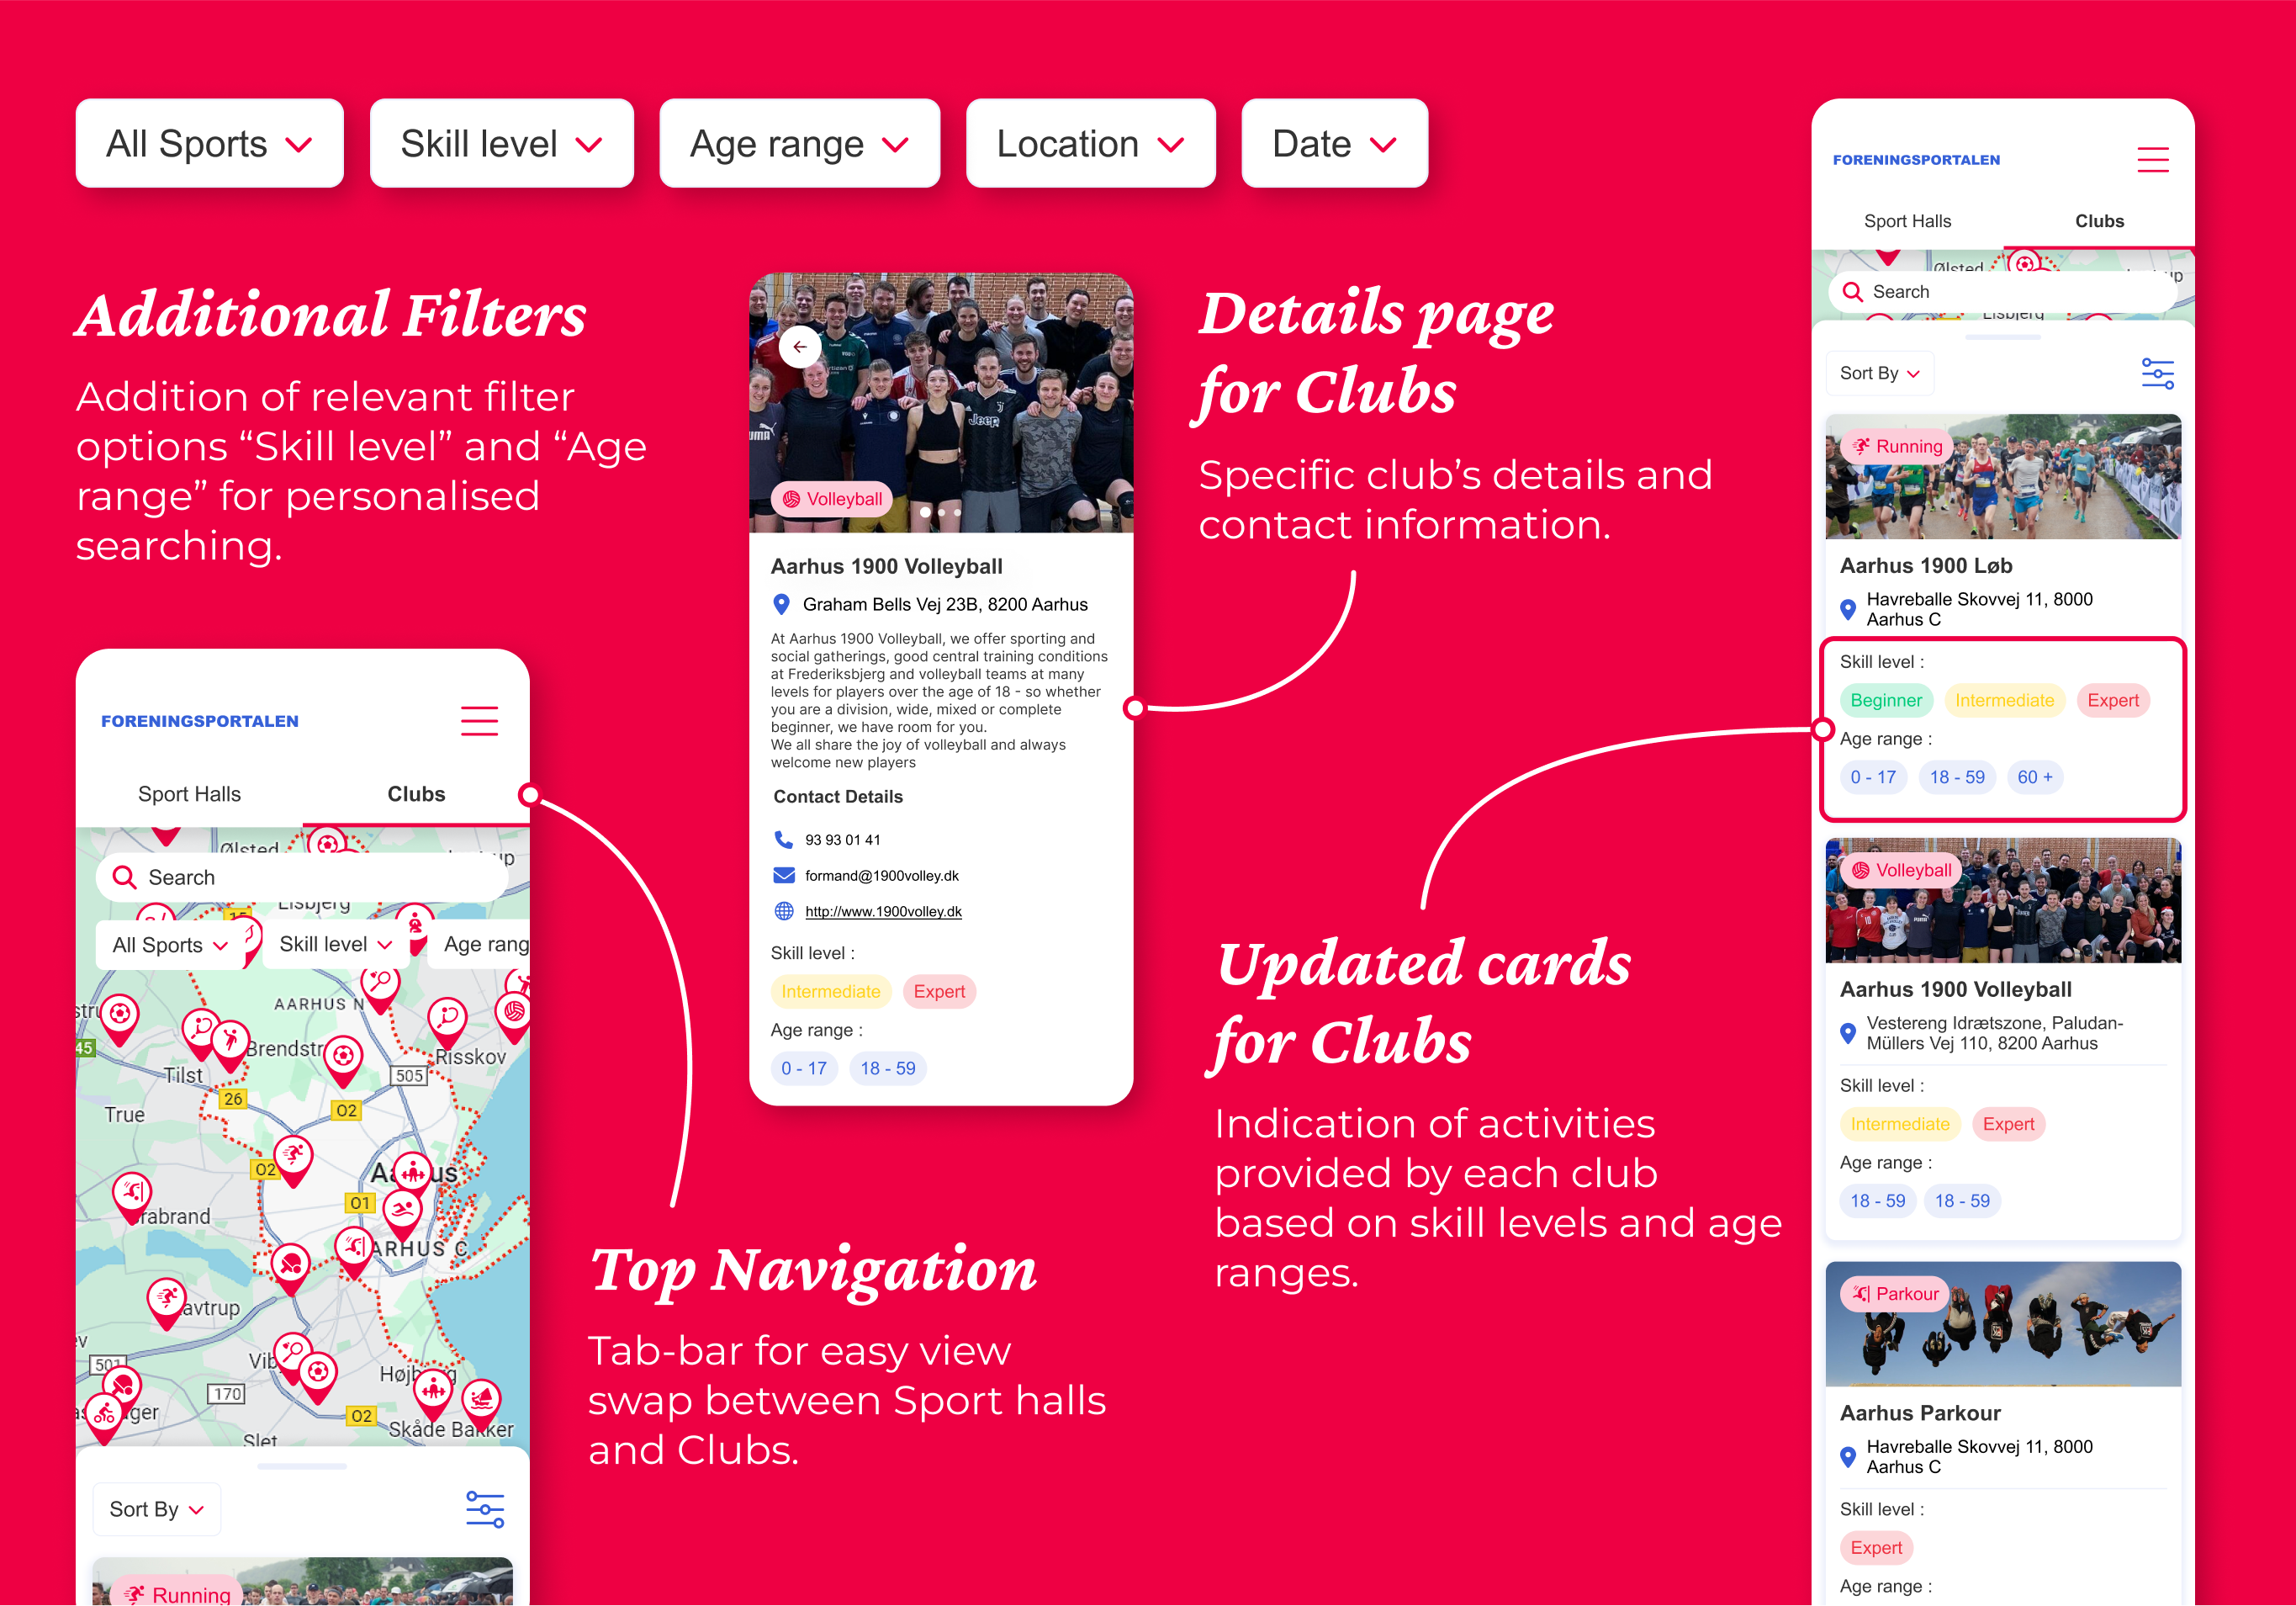 All Sports
Skill level
Age range
Location
Date
Additional Filters
Addition of relevant filter
options “Skill level” and “Age
range” for personalised
searching.
FORENINGSPORTALEN
Sport Halls
Clubs
Ølsted
up
Search
Elsbjerg
15
All Sports
Skill level
Age rang
AARHUS N
45
Brendstr
Risskov
Tilst
505
26
02
True
02
01
rabrand
ARHUS C
avtrup
501
Vib
170
Højb
g
ger
02
Skåde Bakker
Slet
Sort By
Running
Volleyball
Aarhus 1900 Volleyball
Graham Bells Vej 23B, 8200 Aarhus
At Aarhus 1900 Volleyball, we offer sporting and
social gatherings, good central training conditions
at Frederiksbjerg and volleyball teams at many
levels for players over the age of 18 - so whether
you are a division, wide, mixed or complete
beginner, we have room for you.
We all share the joy of volleyball and always
welcome new players
Contact Details
93 93 01 41
formand@1900volley.dk
http://www.1900volley.dk
Skill level :
Intermediate
Expert
Age range :
0 - 17
18 - 59
Details page
for Clubs
Specific club’s details and
contact information.
Top Navigation
Tab-bar for easy view
swap between Sport halls
and Clubs.
Updated cards
for Clubs
Indication of activities
provided by each club
based on skill levels and age
ranges.
FORENINGSPORTALEN
Sport Halls
Clubs
Ølsted
up
Search
Elsbjerg
Sort By
Running
Aarhus 1900 Løb
Havreballe Skovvej 11, 8000
Aarhus C
Skill level :
Beginner
Intermediate
Expert
Age range :
0 - 17
18 - 59
60 +
Volleyball
Aarhus 1900 Volleyball
Vestereng Idrætszone, Paludan-
Müllers Vej 110, 8200 Aarhus
Skill level :
Intermediate
Expert
Age range :
18 - 59
18 - 59
Parkour
Aarhus Parkour
Havreballe Skovvej 11, 8000
Aarhus C
Skill level :
Expert
Age range :